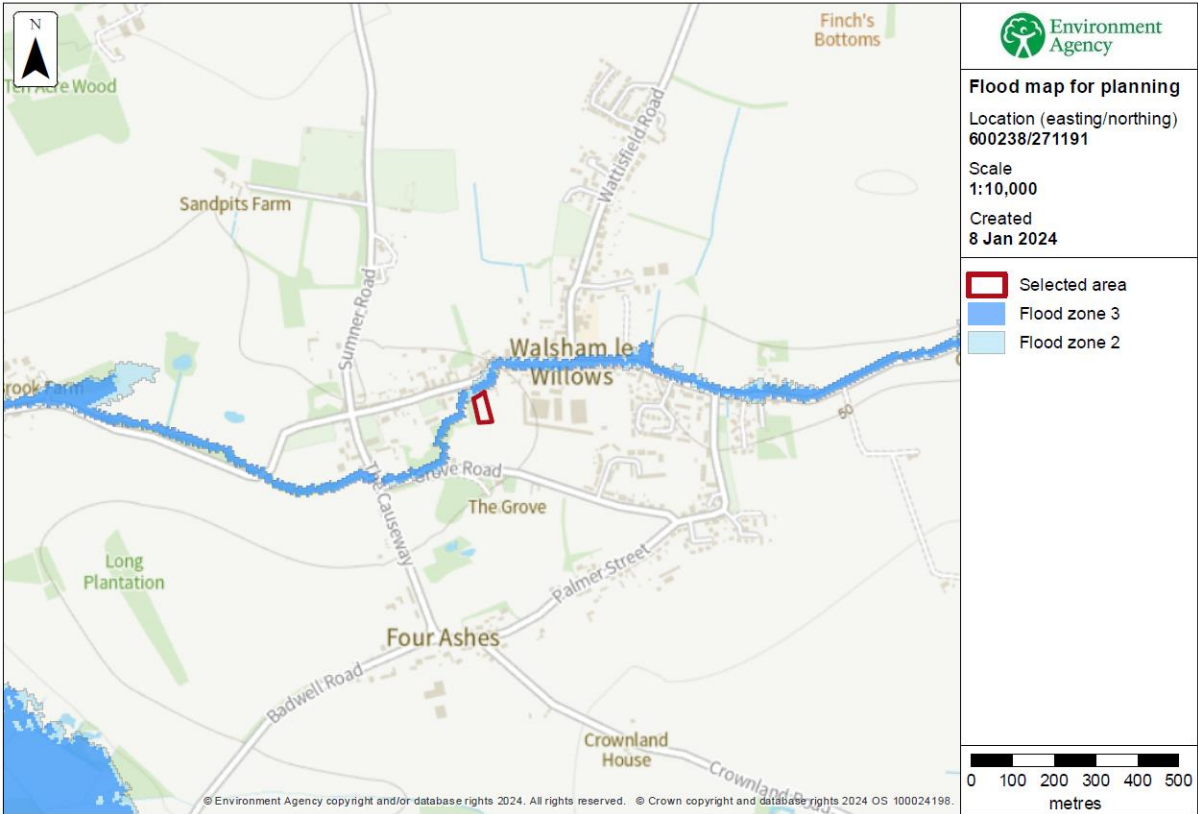 N
Finch's
Bottoms
Ten Acre Wood
Wattisfield Road
Sandpits Farm
Sumner Road
Walsham le
Willows
Brook Farm
50
Grove Road
The Causeway
The Grove
Long
Plantation
Palmer Street
Four Ashes
Badwell Road
Crownland
House
Crownland Road
© Environment Agency copyright and/or database rights 2024. All rights reserved. © Crown copyright and database rights 2024 OS 100024198.
Environment
Agency
Flood map for planning
Location (easting/northing)
600238/271191
Scale
1:10,000
Created
8 Jan 2024
Selected area
Flood zone 3
Flood zone 2
0 100 200 300 400 500
metres